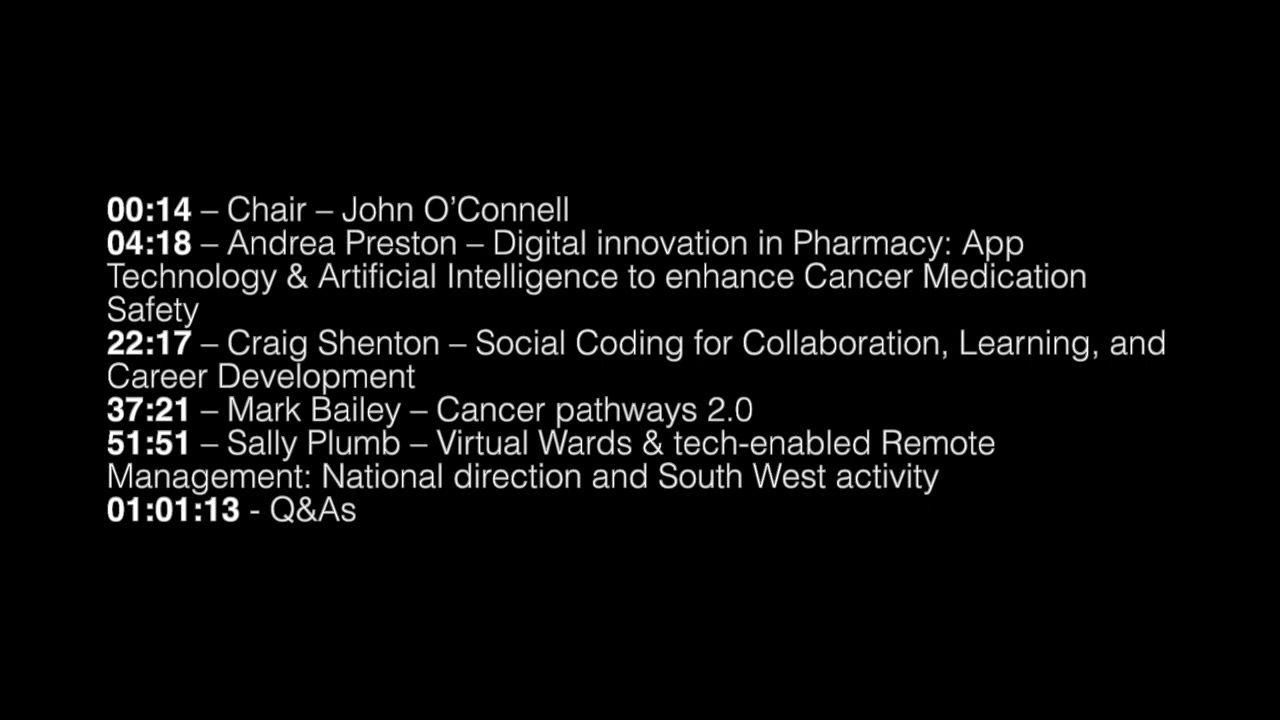 00:14 – Chair – John O’Connell
04:18 – Andrea Preston – Digital innovation in Pharmacy: App
Technology & Artificial Intelligence to enhance Cancer Medication
Safety
22:17 – Craig Shenton – Social Coding for Collaboration, Learning, and
Career Development
37:21 – Mark Bailey – Cancer pathways 2.0
51:51 – Sally Plumb – Virtual Wards & tech-enabled Remote
Management: National direction and South West activity
01:01:13 - Q&As